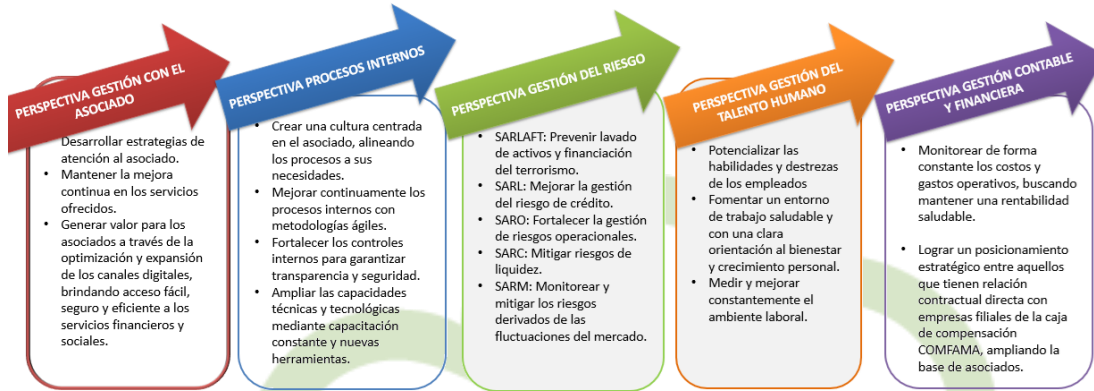 PERSPECTIVA GESTIÓN CON EL
ASOCIADO
Desarrollar estrategias de
atención al asociado.
• Mantener la mejora
continua en los servicios
ofrecidos.
• Generar valor para los
asociados a través de la
optimización y expansión
de los canales digitales,
brindando acceso fácil,
seguro y eficiente a los
servicios financieros y
sociales.
PERSPECTIVA PROCESOS INTERNOS
• Crear una cultura centrada
en el asociado, alineando
los procesos a sus
necesidades.
• Mejorar continuamente los
procesos internos con
metodologías ágiles.
• Fortalecer los controles
internos para garantizar
transparencia y seguridad.
• Ampliar las capacidades
técnicas y tecnológicas
mediante capacitación
constante y nuevas
herramientas.
PERSPECTIVA GESTIÓN DEL RIESGO
• SARLAFT: Prevenir lavado
de activos y financiación
del terrorismo.
• SARL: Mejorar la gestión
del riesgo de crédito.
• SARO: Fortalecer la gestión
de riesgos operacionales.
• SARC: Mitigar riesgos de
liquidez.
• SARM: Monitorear y
mitigar los riesgos
derivados de las
fluctuaciones del mercado.
PERSPECTIVA GESTIÓN DEL
TALENTO HUMANO
• Potencializar las
habilidades y destrezas
de los empleados
• Fomentar un entorno
de trabajo saludable y
con una clara
orientación al bienestar
y crecimiento personal.
• Medir y mejorar
constantemente el
ambiente laboral.
PERSPECTIVA GESTIÓN CONTABLE
Y FINANCIERA
• Monitorear de forma
constante los costos y
gastos operativos, buscando
mantener una rentabilidad
saludable.
• Lograr un posicionamiento
estratégico entre aquellos
que tienen relación
contractual directa con
empresas filiales de la caja
de compensación
COMFAMA, ampliando la
base de asociados.